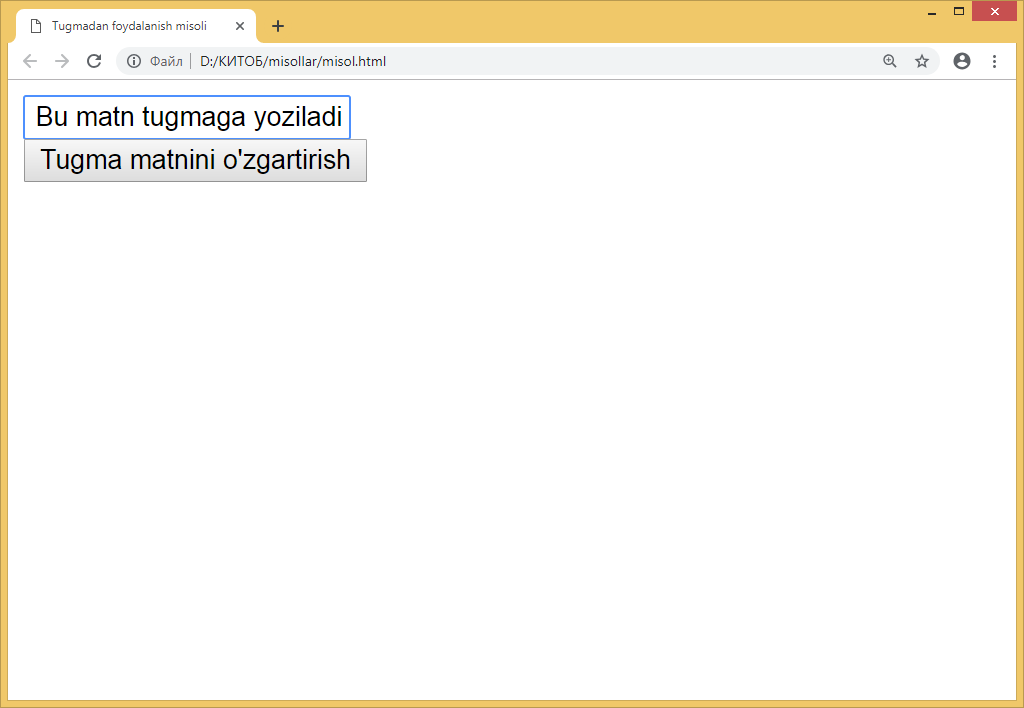 Tugmadan foydalanish misoli
Файл D:/КИТОБ/misollar/misol.html
Bu matn tugmaga yoziladi
Tugma matnini o'zgartirish